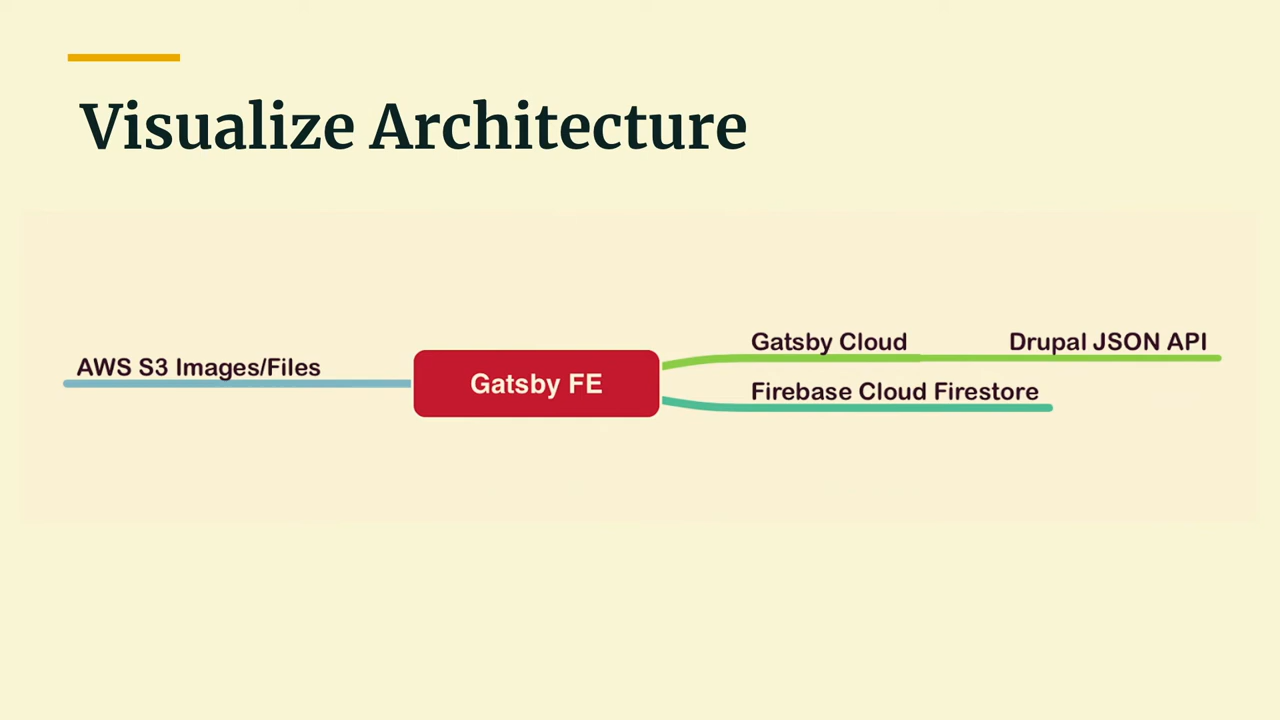 Visualize Architecture
AWS S3 Images/Files
Gatsby FE
Gatsby Cloud
Drupal JSON API
Firebase Cloud Firestore